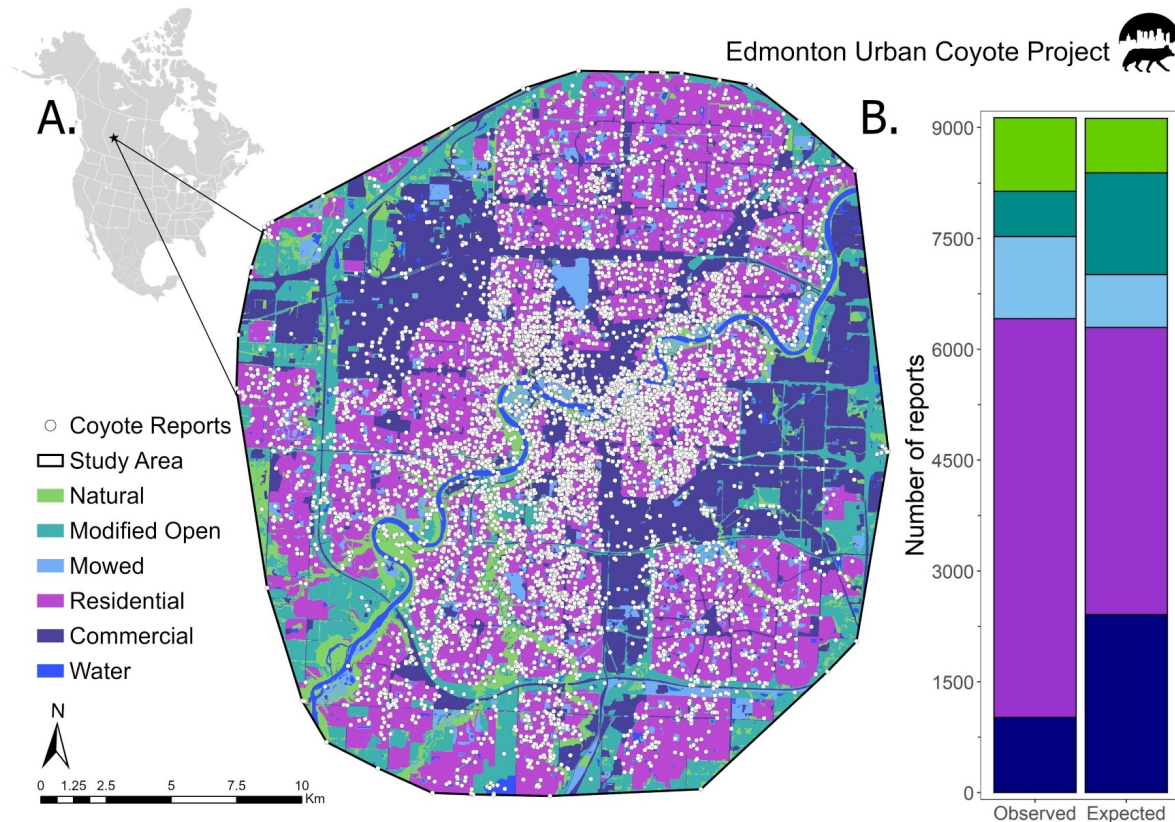 Edmonton Urban Coyote Project
A.
B.
Coyote Reports
Study Area
Natural
Modified Open
Mowed
Residential
Commercial
Water
N
0 1.25 2.5 5 7.5 10
Km
Number of reports
9000
7500
6000
4500
3000
1500
0
Observed Expected